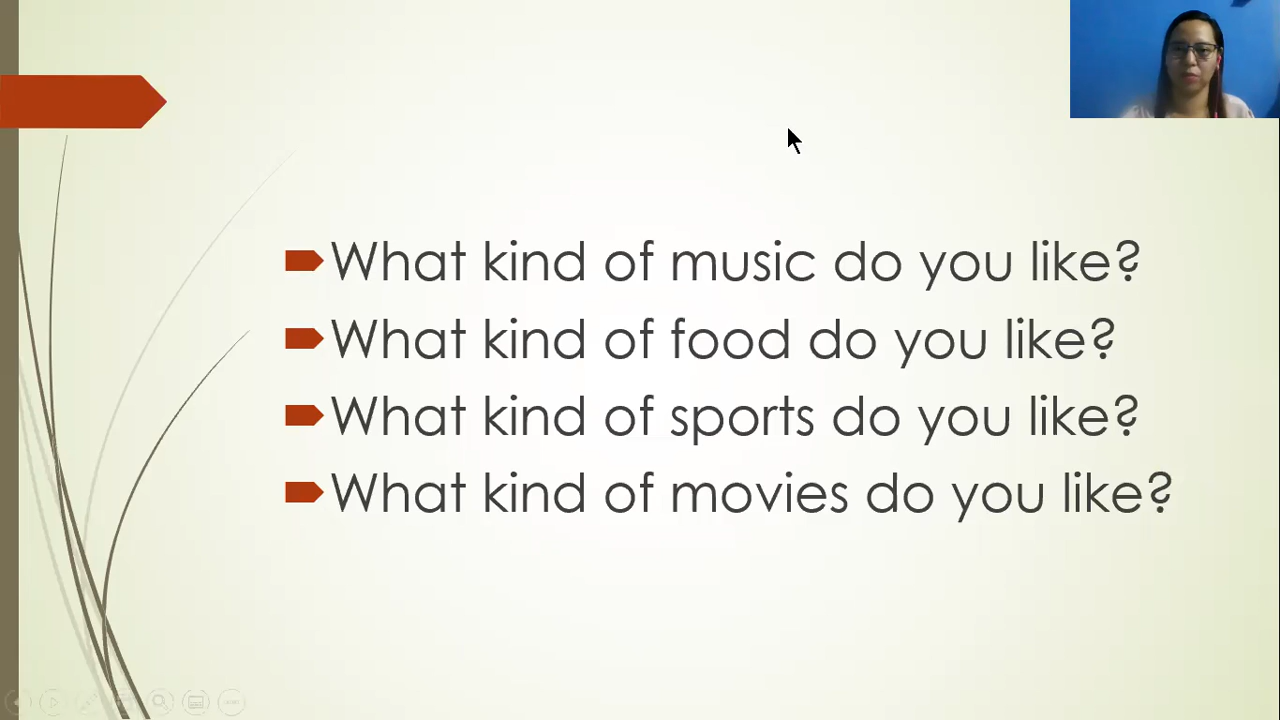 What kind of music do you like?
What kind of food do you like?
What kind of sports do you like?
What kind of movies do you like?